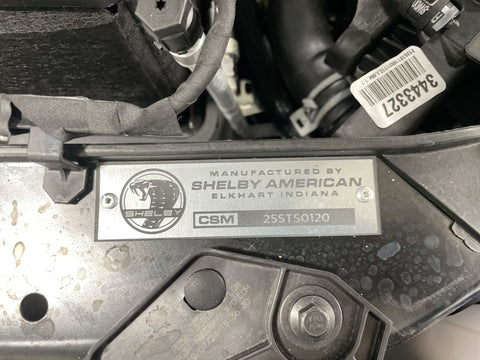 3443327
MANUFACTURED BY
SHELBY AMERICAN
ELKHART INDIANA
SHELBY
CSM 25STS0120